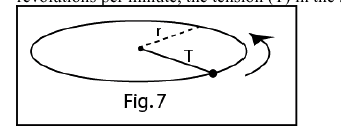 revolutions per minute, the tension (T) in the
r
T
Fig.7